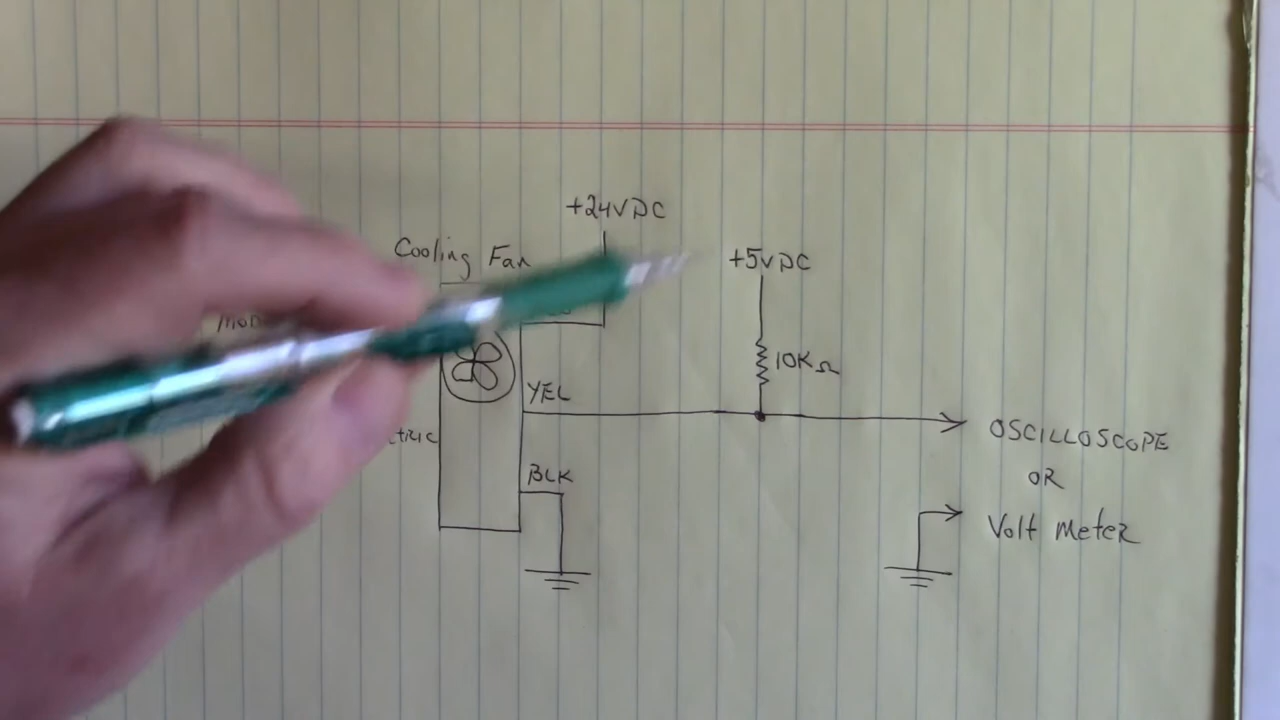 +24VDC
Cooling Fan
+5VDC
10KΩ
YEL
OSCILLOSCOPE
BLK
OR
Volt Meter